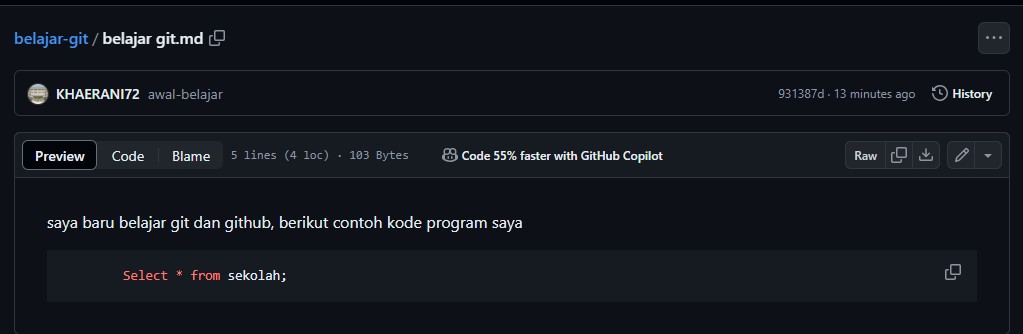 belajar-git / belajar git.md
KHAERANI72 awal-belajar 931387d · 13 minutes ago History
Preview Code Blame 5 lines (4 loc) · 103 Bytes Code 55% faster with GitHub Copilot Raw
saya baru belajar git dan github, berikut contoh kode program saya
Select * from sekolah;